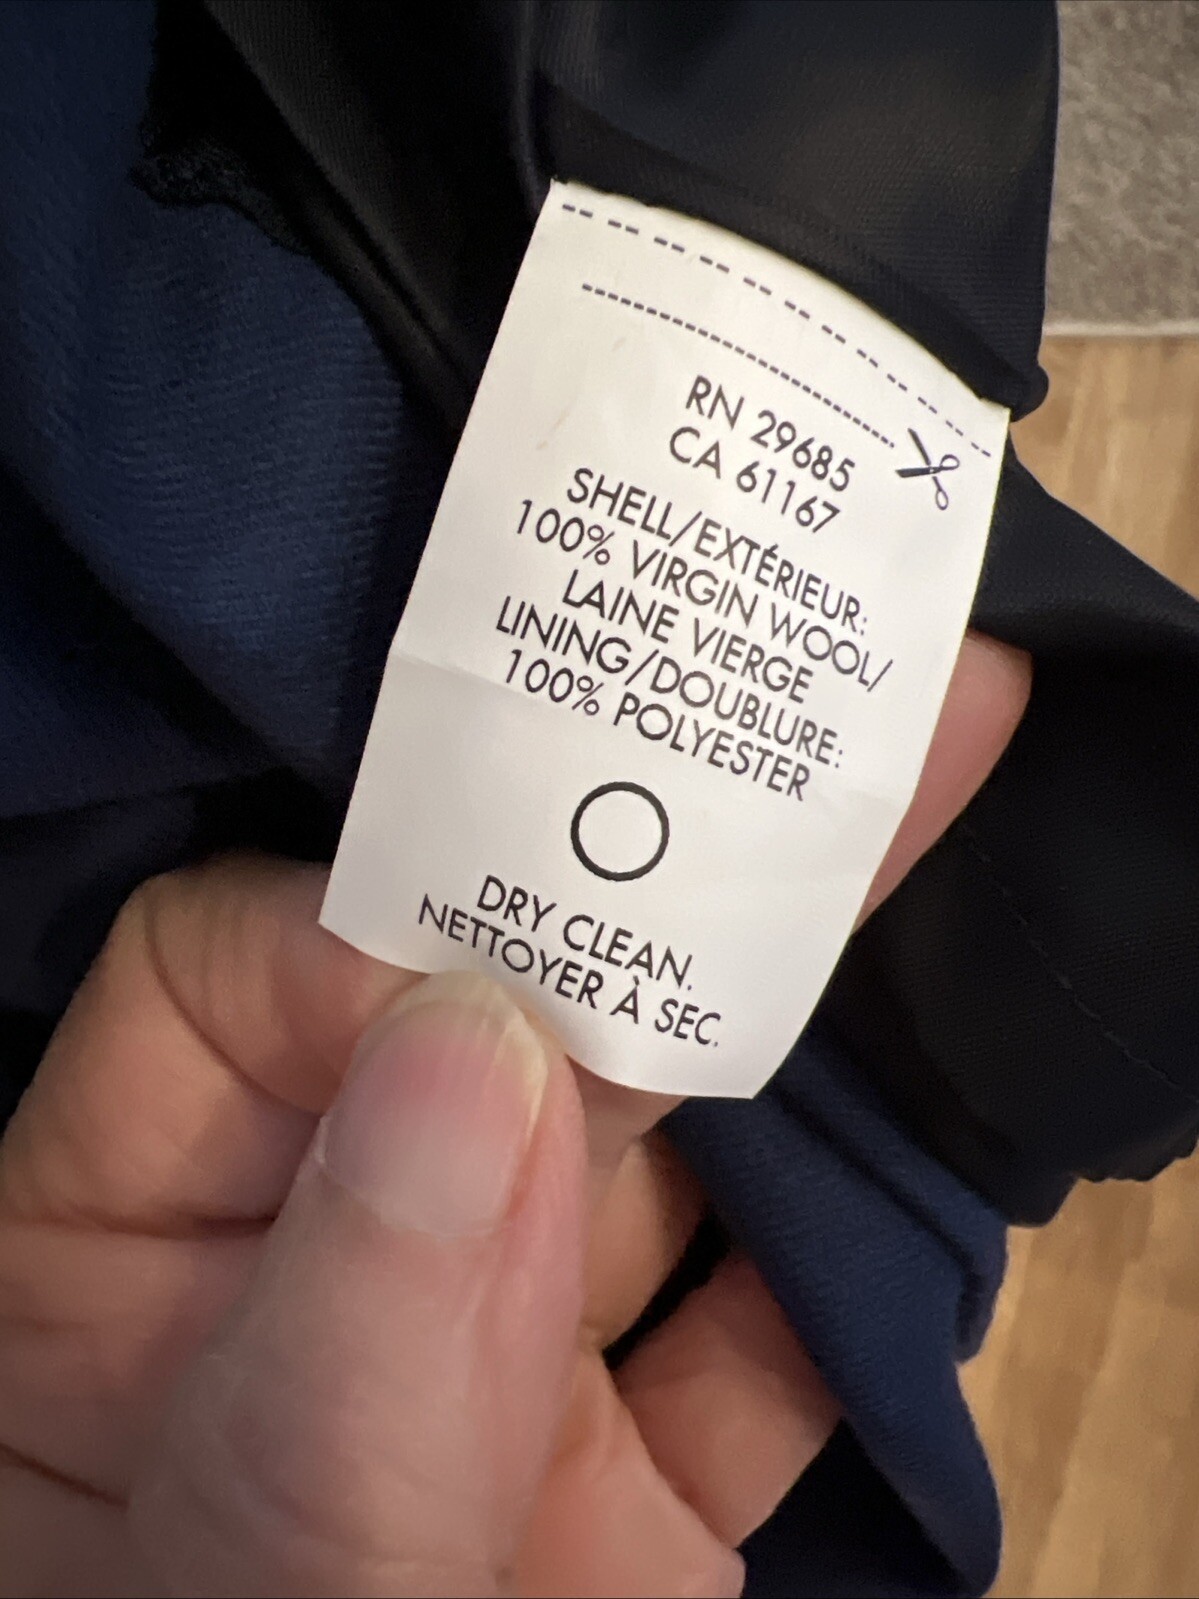 RN 29685
CA 61167
SHELL/EXTÉRIEUR:
100% VIRGIN WOOL/
LAINE VIERGE
LINING/DOUBLURE:
100% POLYESTER
DRY CLEAN.
NETTOYER À SEC.